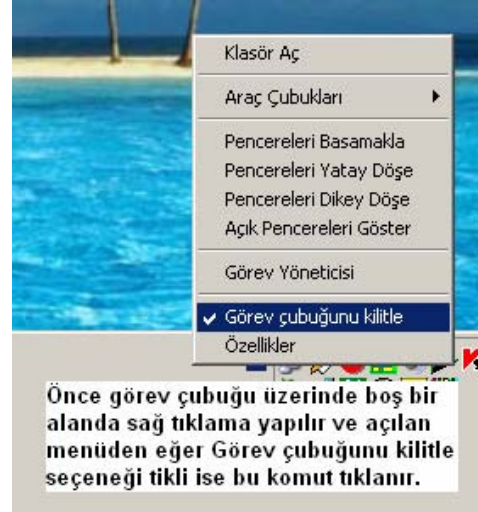 Klasör Aç
Araç Çubukları
Pencereleri Basamakla
Pencereleri Yatay Döşe
Pencereleri Dikey Döşe
Açık Pencereleri Göster
Görev Yöneticisi
Görev çubuğunu kilitle
Özellikler
Önce görev çubuğu üzerinde boş bir
alanda sağ tıklama yapılır ve açılan
menüden eğer Görev çubuğunu kilitle
seçeneği tikli ise bu komut tıklanır.